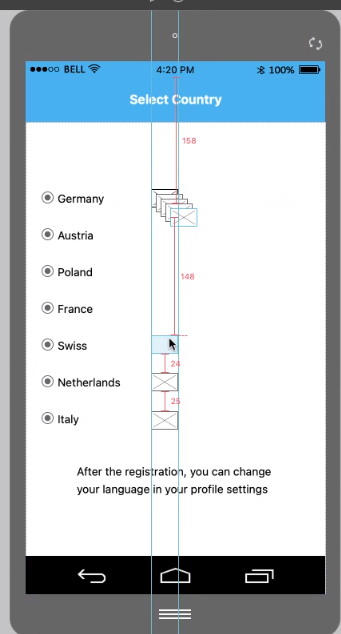 BELL 4:20 PM 100%
Select Country
158
Germany
Austria
Poland
148
France
Swiss
24
Netherlands
25
Italy
After the registration, you can change
your language in your profile settings